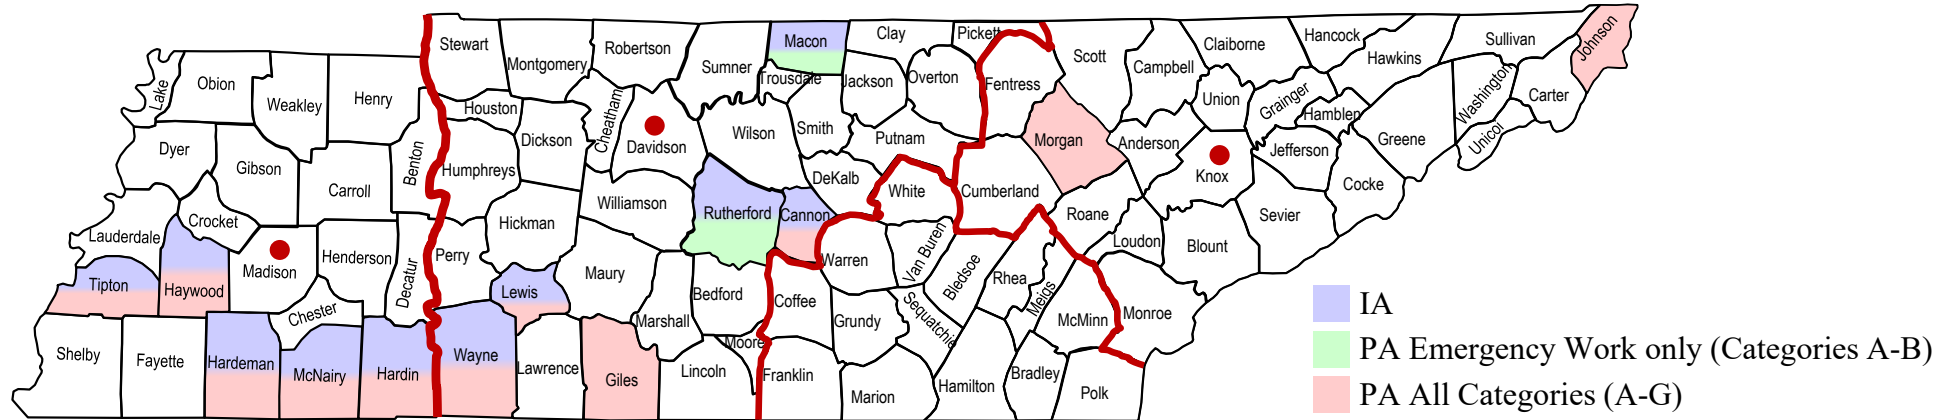 Stewart
Montgomery
Robertson
Sumner
Macon
Trousdale
Clay
Pickett
Jackson
Overton
Fentress
Scott
Campbell
Claiborne
Hancock
Hawkins
Sullivan
Johnson
Lake
Obion
Weakley
Henry
Houston
Dickson
Cheatham
Davidson
Wilson
Smith
Putnam
Morgan
Anderson
Union
Grainger
Hamblen
Greene
Washington
Unicoi
Carter
Dyer
Gibson
Carroll
Benton
Humphreys
Williamson
Rutherford
Cannon
DeKalb
White
Cumberland
Roane
Knox
Jefferson
Cocke
Sevier
Lauderdale
Crocket
Madison
Henderson
Decatur
Perry
Hickman
Maury
Bedford
Coffee
Warren
Van Buren
Bledsoe
Rhea
Meigs
Loudon
Blount
Tipton
Haywood
Chester
Lewis
Marshall
Moore
Grundy
Sequatchie
McMinn
Monroe
Shelby
Fayette
Hardeman
McNairy
Hardin
Wayne
Lawrence
Giles
Lincoln
Franklin
Marion
Hamilton
Bradley
Polk
IA
PA Emergency Work only (Categories A-B)
PA All Categories (A-G)